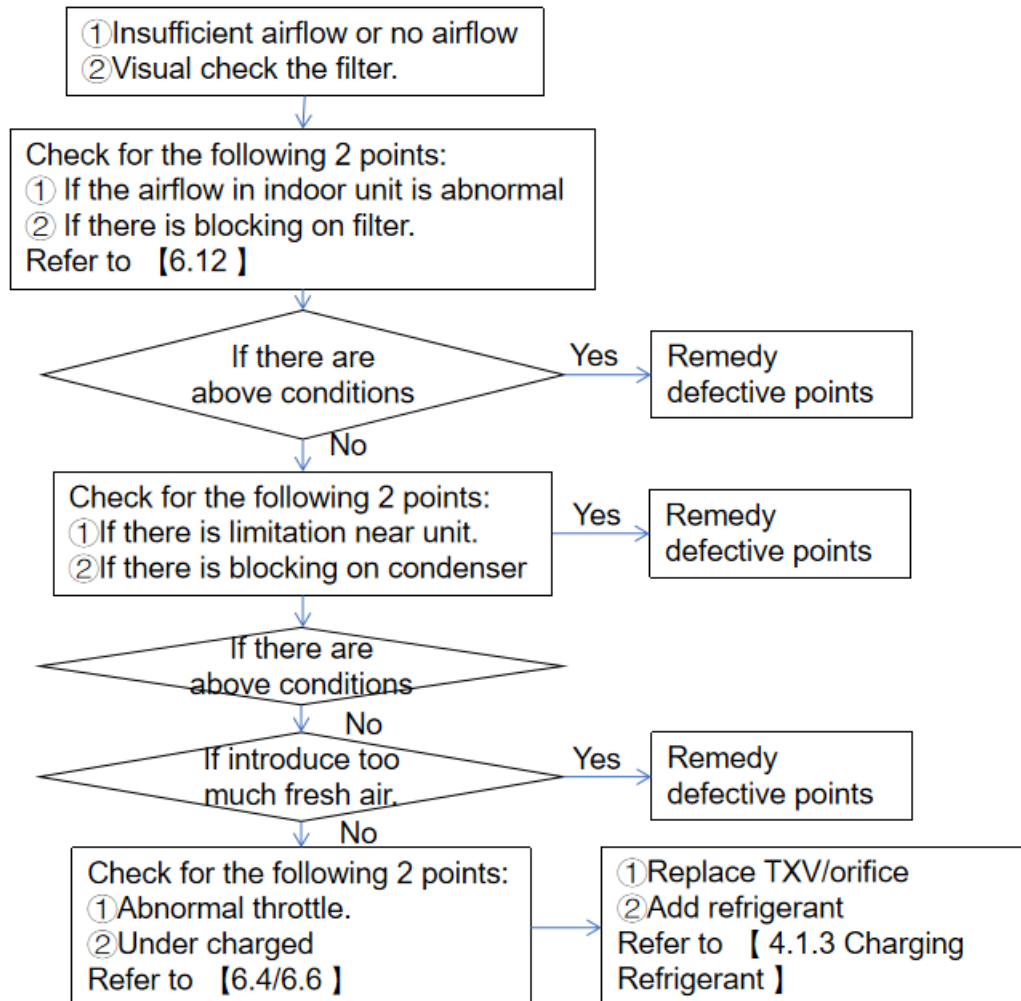 ①Insufficient airflow or no airflow
②Visual check the filter.
Check for the following 2 points:
① If the airflow in indoor unit is abnormal
② If there is blocking on filter.
Refer to 【6.12 】
If there are
above conditions
Yes
Remedy
defective points
No
Check for the following 2 points:
①If there is limitation near unit.
②If there is blocking on condenser
Yes
Remedy
defective points
If there are
above conditions
No
If introduce too
much fresh air.
Yes
Remedy
defective points
No
Check for the following 2 points:
①Abnormal throttle.
②Under charged
Refer to 【6.4/6.6 】
①Replace TXV/orifice
②Add refrigerant
Refer to 【 4.1.3 Charging
Refrigerant 】